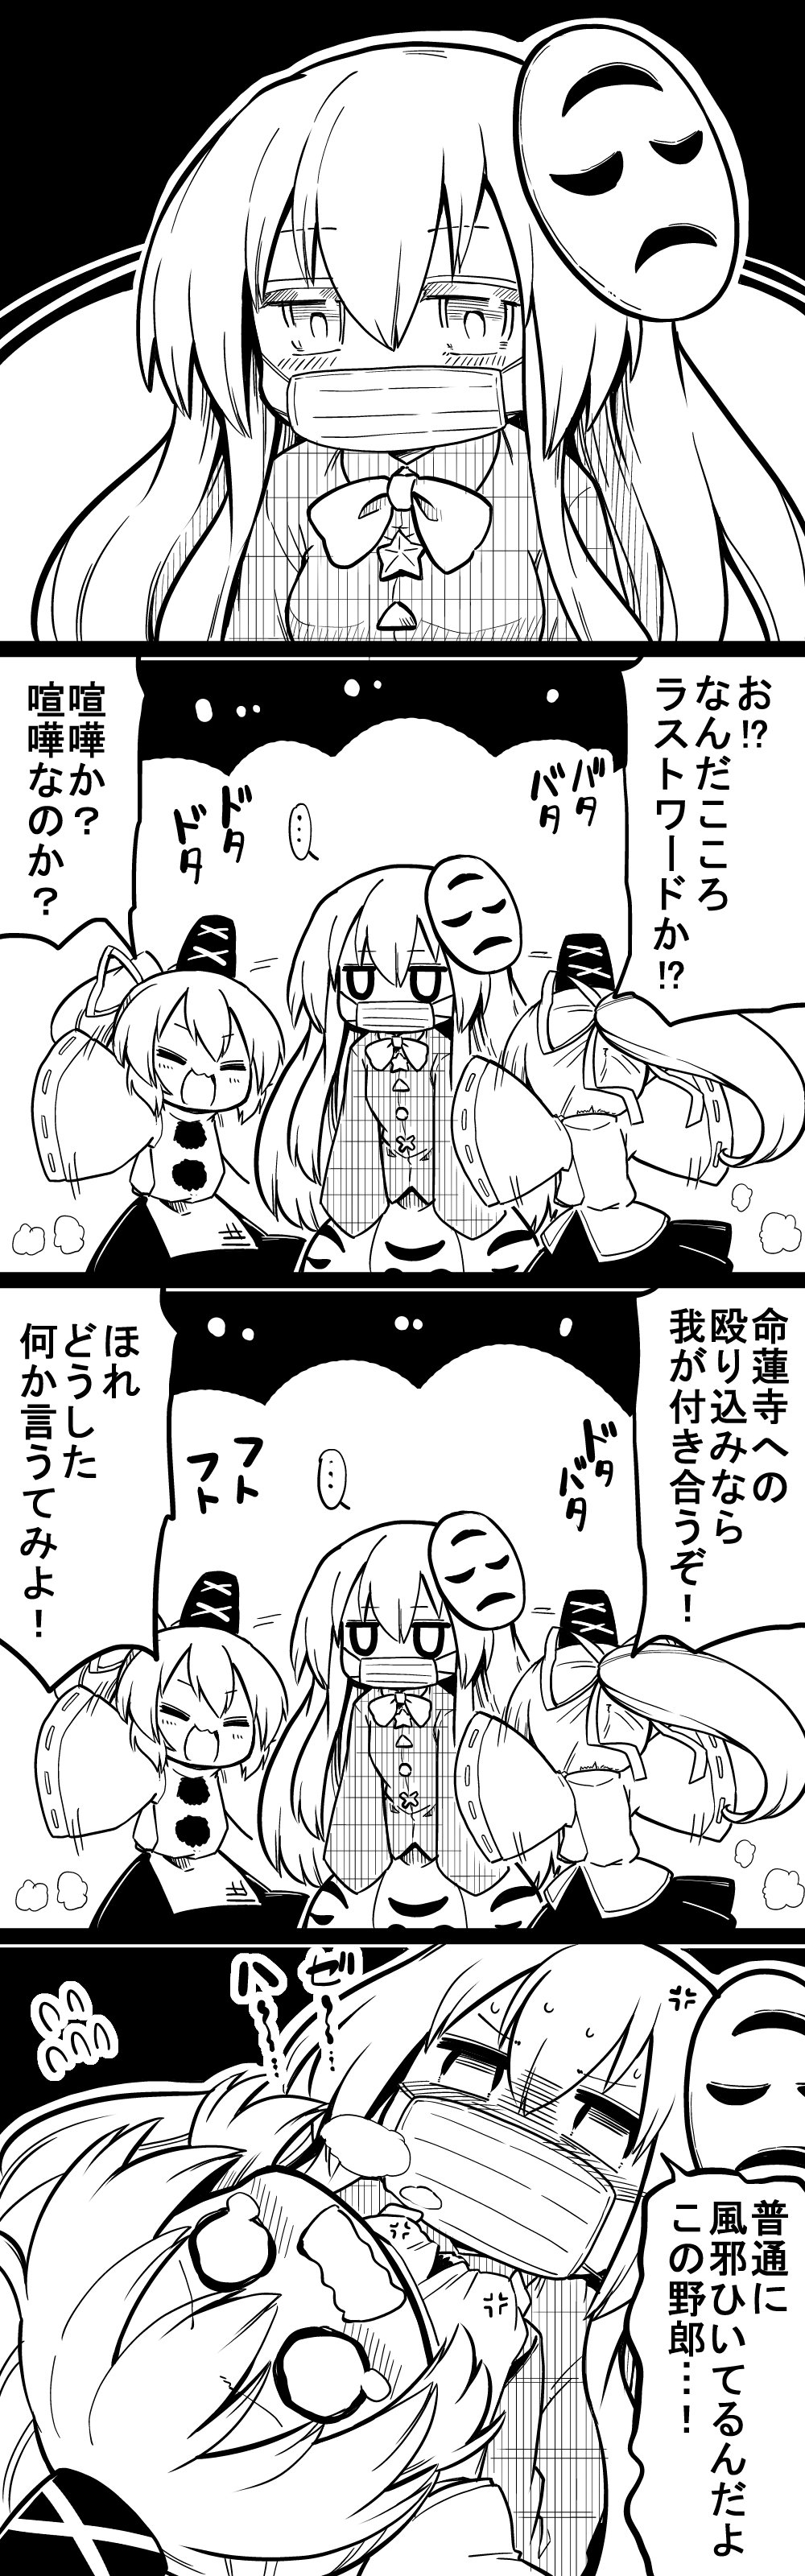 お!?
なんだこころ
ラストワードか!?
バタ
バタ
…
ドタ
ドタ
喧嘩か？
喧嘩なのか？
命蓮寺への
殴り込みなら
我が付き合うぞ！
ドタ
バタ
…
フト
フト
ほれ
どうした
何か言うてみよ！
ゼー…
へー…
普通に
風邪ひいてるんだよ
この野郎…！